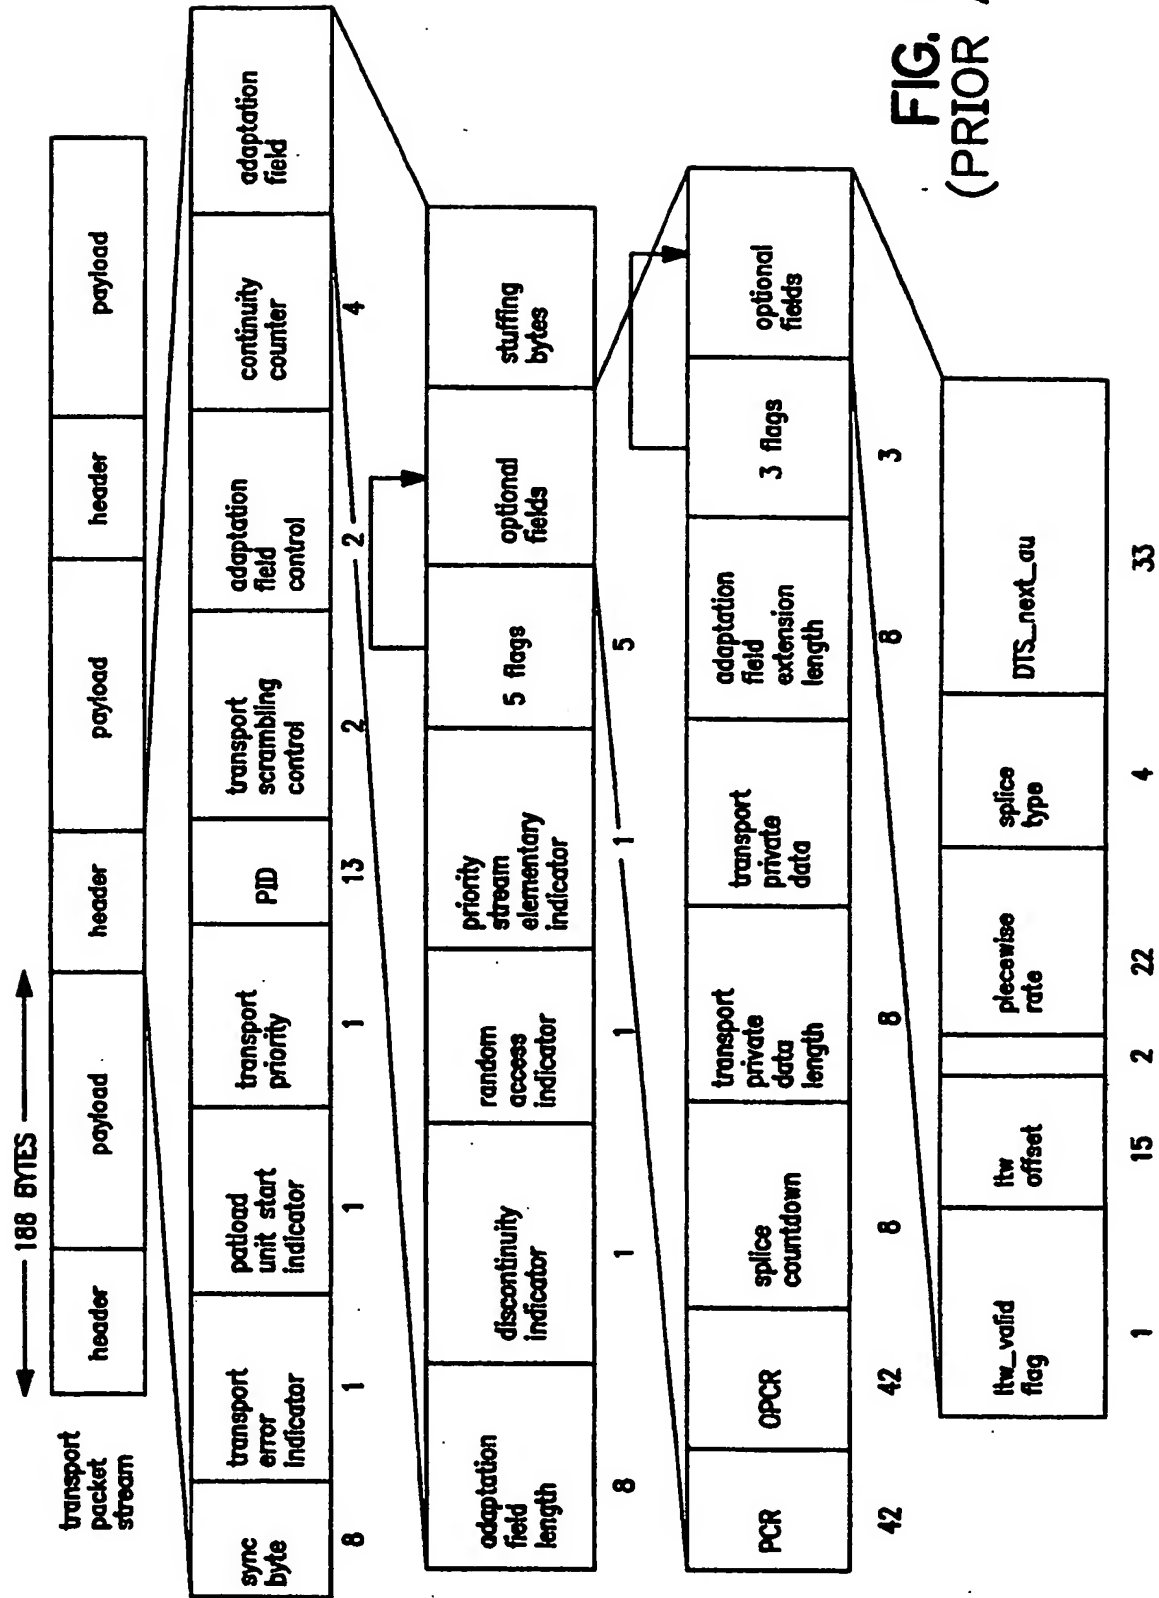 188 BYTES
transport
packet
stream
header
payload
header
payload
header
payload
sync
byte
transport
error
indicator
patload
unit start
indicator
transport
priority
PID
transport
scrambling
control
adaptation
field
control
continuity
counter
adaptation
field
8
1
1
1
13
2
2
4
adaptation
field
length
discontinuity
indicator
random
access
indicator
priority
stream
elementary
indicator
5 flags
optional
fields
stuffing
bytes
8
1
1
1
5
PCR
OPCR
splice
countdown
transport
private
data
length
transport
private
data
adaptation
field
extension
length
3 flags
optional
fields
42
42
8
8
8
3
ltw_valid
flag
ltw
offset
piecewise
rate
splice
type
DTS_next_au
1
15
2
22
4
33
FIG.
(PRIOR